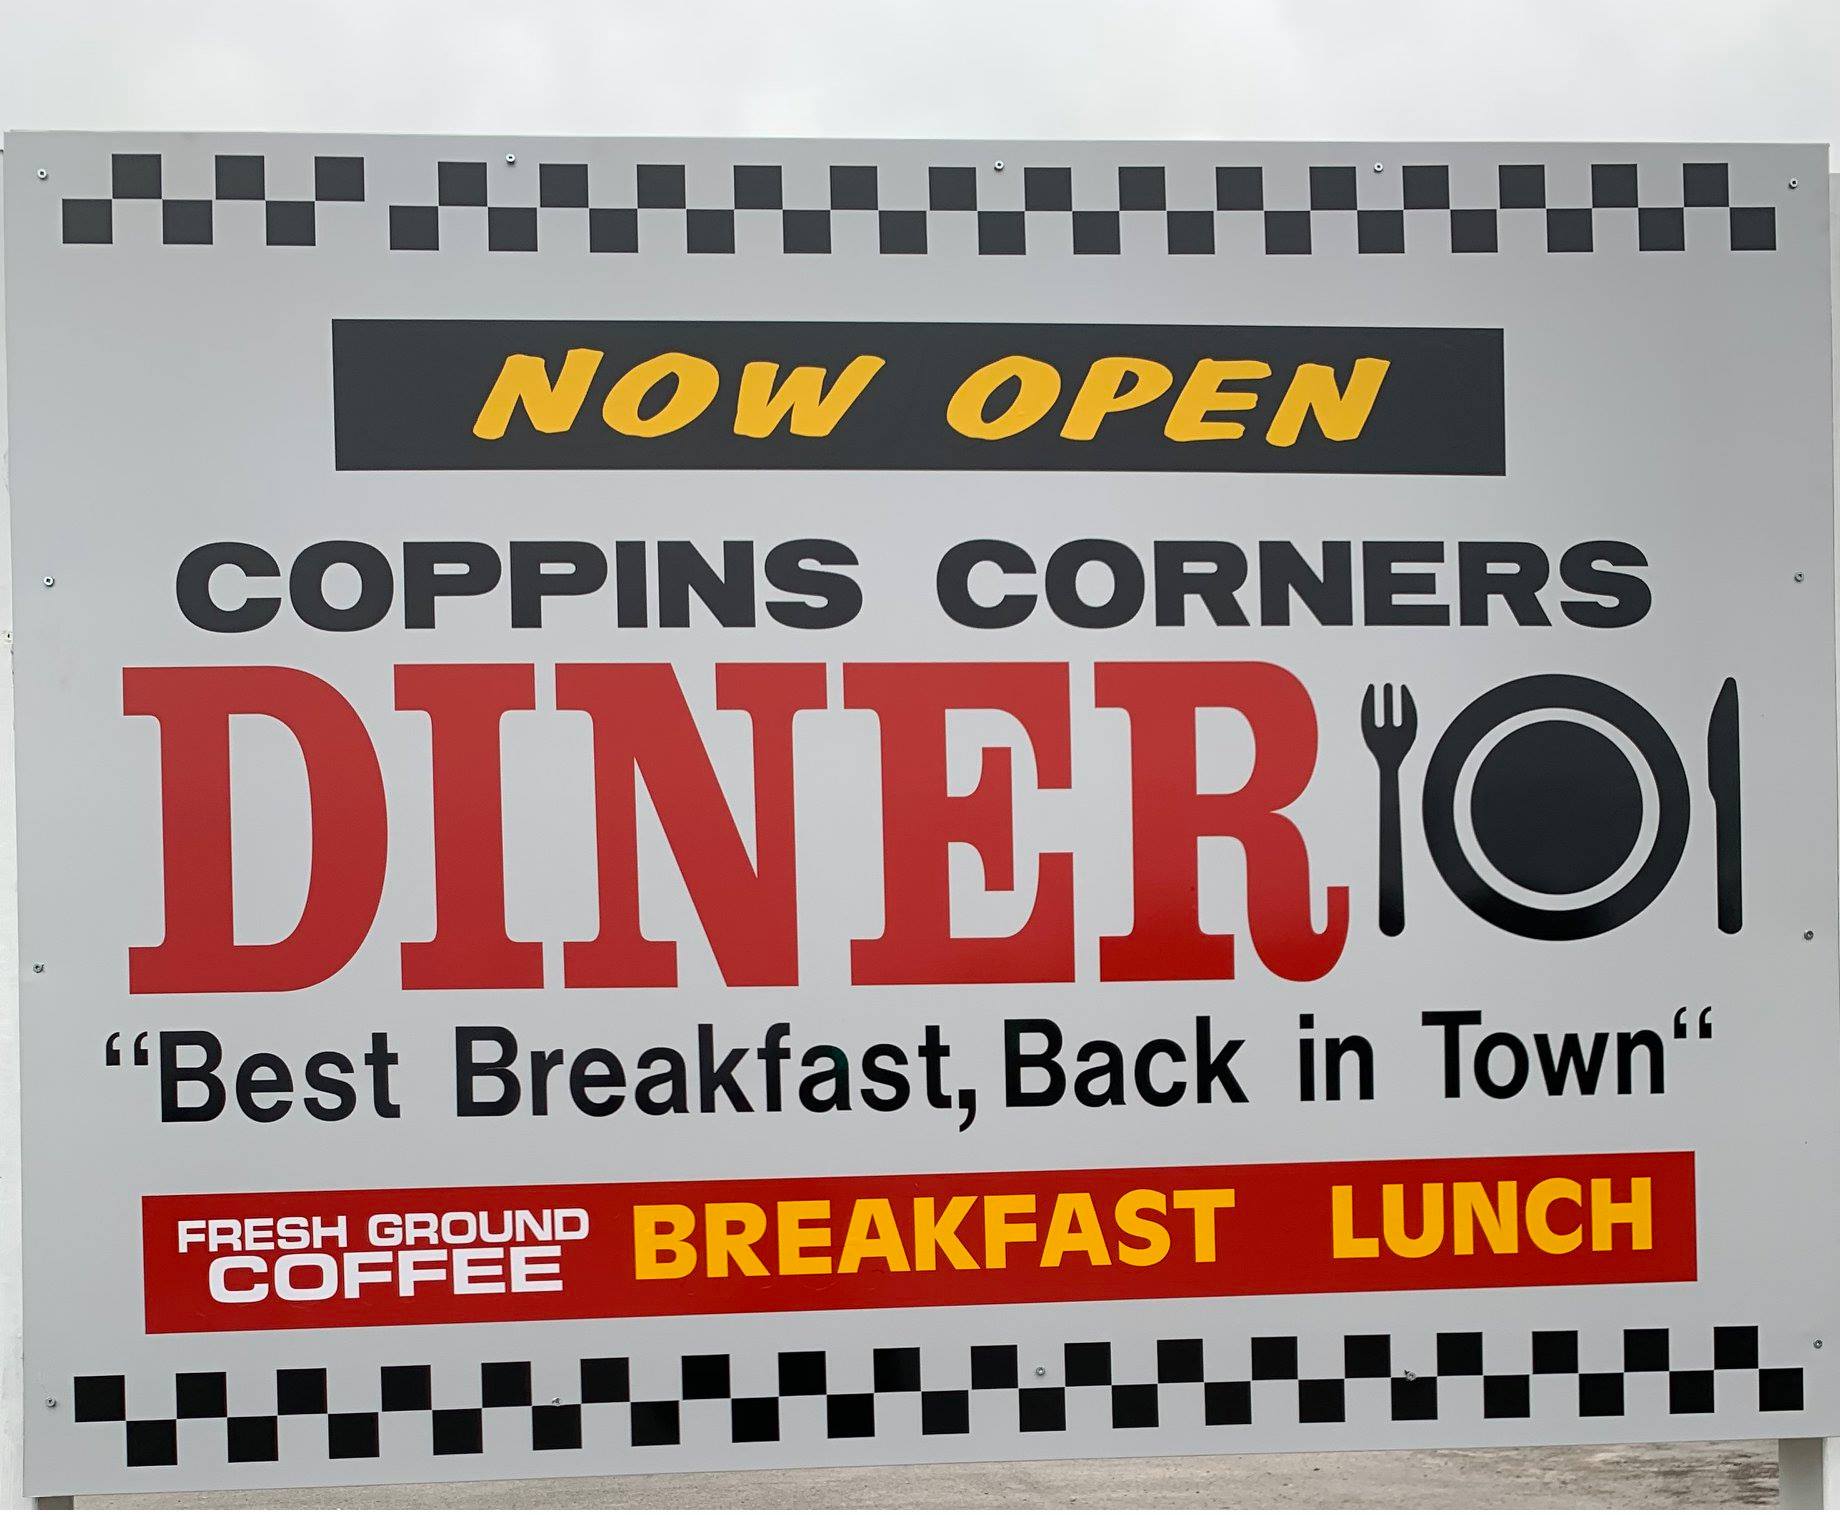 NOW OPEN
COPPINS CORNERS
DINER
“Best Breakfast, Back in Town“
FRESH GROUND
COFFEE
BREAKFAST LUNCH